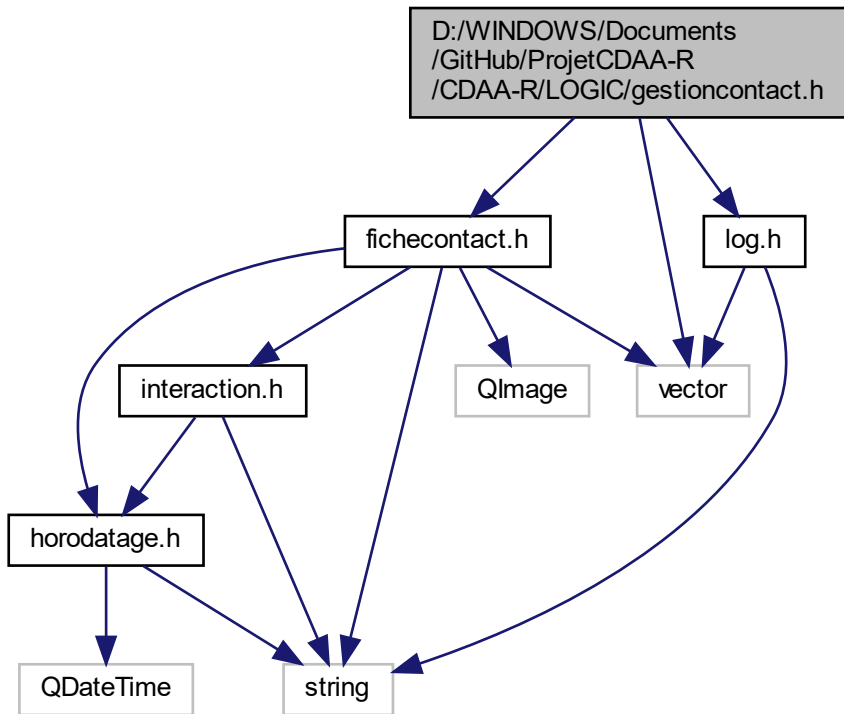 D:/WINDOWS/Documents
/GitHub/ProjetCDAA-R
/CDAA-R/LOGIC/gestioncontact.h
fichecontact.h
log.h
interaction.h
QImage
vector
horodatage.h
QDateTime
string